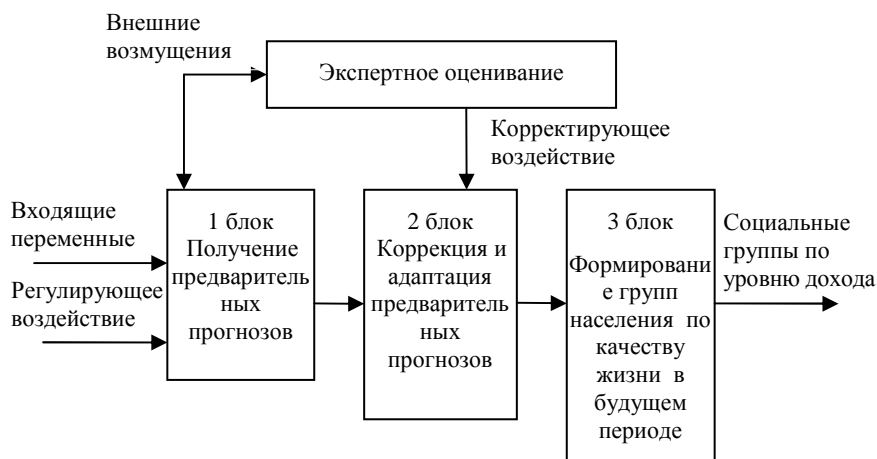 Внешние
возмущения
Экспертное оценивание
Корректирующее
воздействие
Входящие
переменные
Регулирующее
воздействие
1 блок
Получение
предваритель
ных
прогнозов
2 блок
Коррекция и
адаптация
предваритель
ных
прогнозов
3 блок
Формировани
е групп
населения по
качеству
жизни в
будущем
периоде
Социальные
группы по
уровню дохода